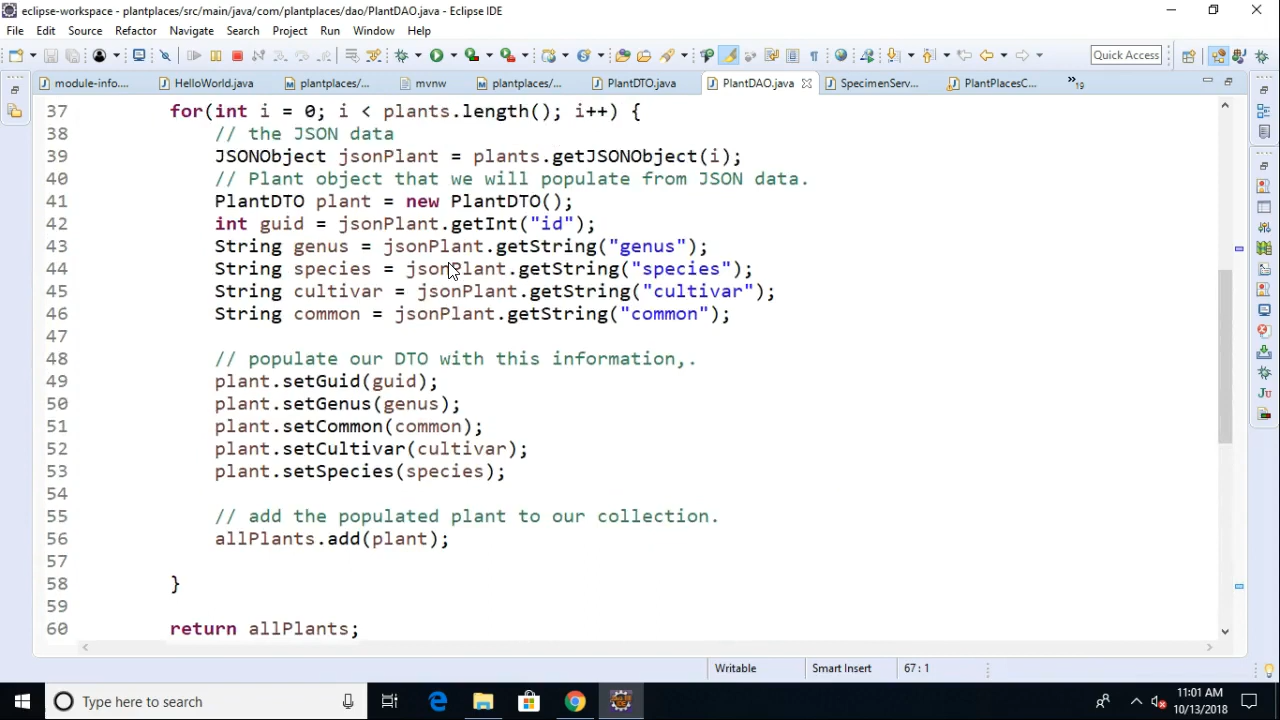 eclipse-workspace - plantplaces/src/main/java/com/plantplaces/dao/PlantDAO.java - Eclipse IDE
File Edit Source Refactor Navigate Search Project Run Window Help
Quick Access
module-info.... HelloWorld.java plantplaces/... mvnw plantplaces/... PlantDTO.java PlantDAO.java SpecimenServ... PlantPlacesC... »19
37 for(int i = 0; i < plants.length(); i++) {
38 // the JSON data
39 JSONObject jsonPlant = plants.getJSONObject(i);
40 // Plant object that we will populate from JSON data.
41 PlantDTO plant = new PlantDTO();
42 int guid = jsonPlant.getInt("id");
43 String genus = jsonPlant.getString("genus");
44 String species = jsonPlant.getString("species");
45 String cultivar = jsonPlant.getString("cultivar");
46 String common = jsonPlant.getString("common");
47
48 // populate our DTO with this information,.
49 plant.setGuid(guid);
50 plant.setGenus(genus);
51 plant.setCommon(common);
52 plant.setCultivar(cultivar);
53 plant.setSpecies(species);
54
55 // add the populated plant to our collection.
56 allPlants.add(plant);
57
58 }
59
60 return allPlants;
Writable Smart Insert 67 : 1
Type here to search
11:01 AM
10/13/2018